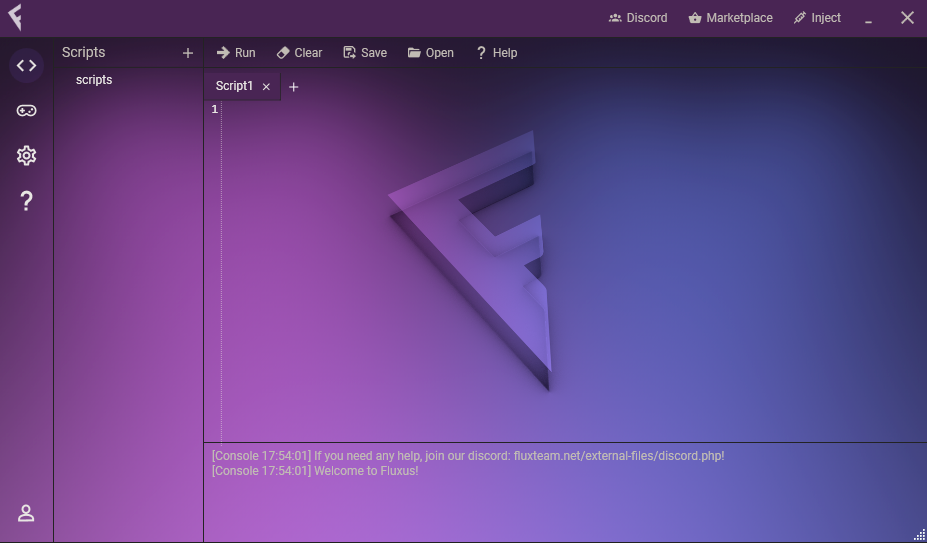 Discord Marketplace Inject
Scripts + Run Clear Save Open ? Help
scripts
Script1 × +
1
?
[Console 17:54:01] If you need any help, join our discord: fluxteam.net/external-files/discord.php!
[Console 17:54:01] Welcome to Fluxus!